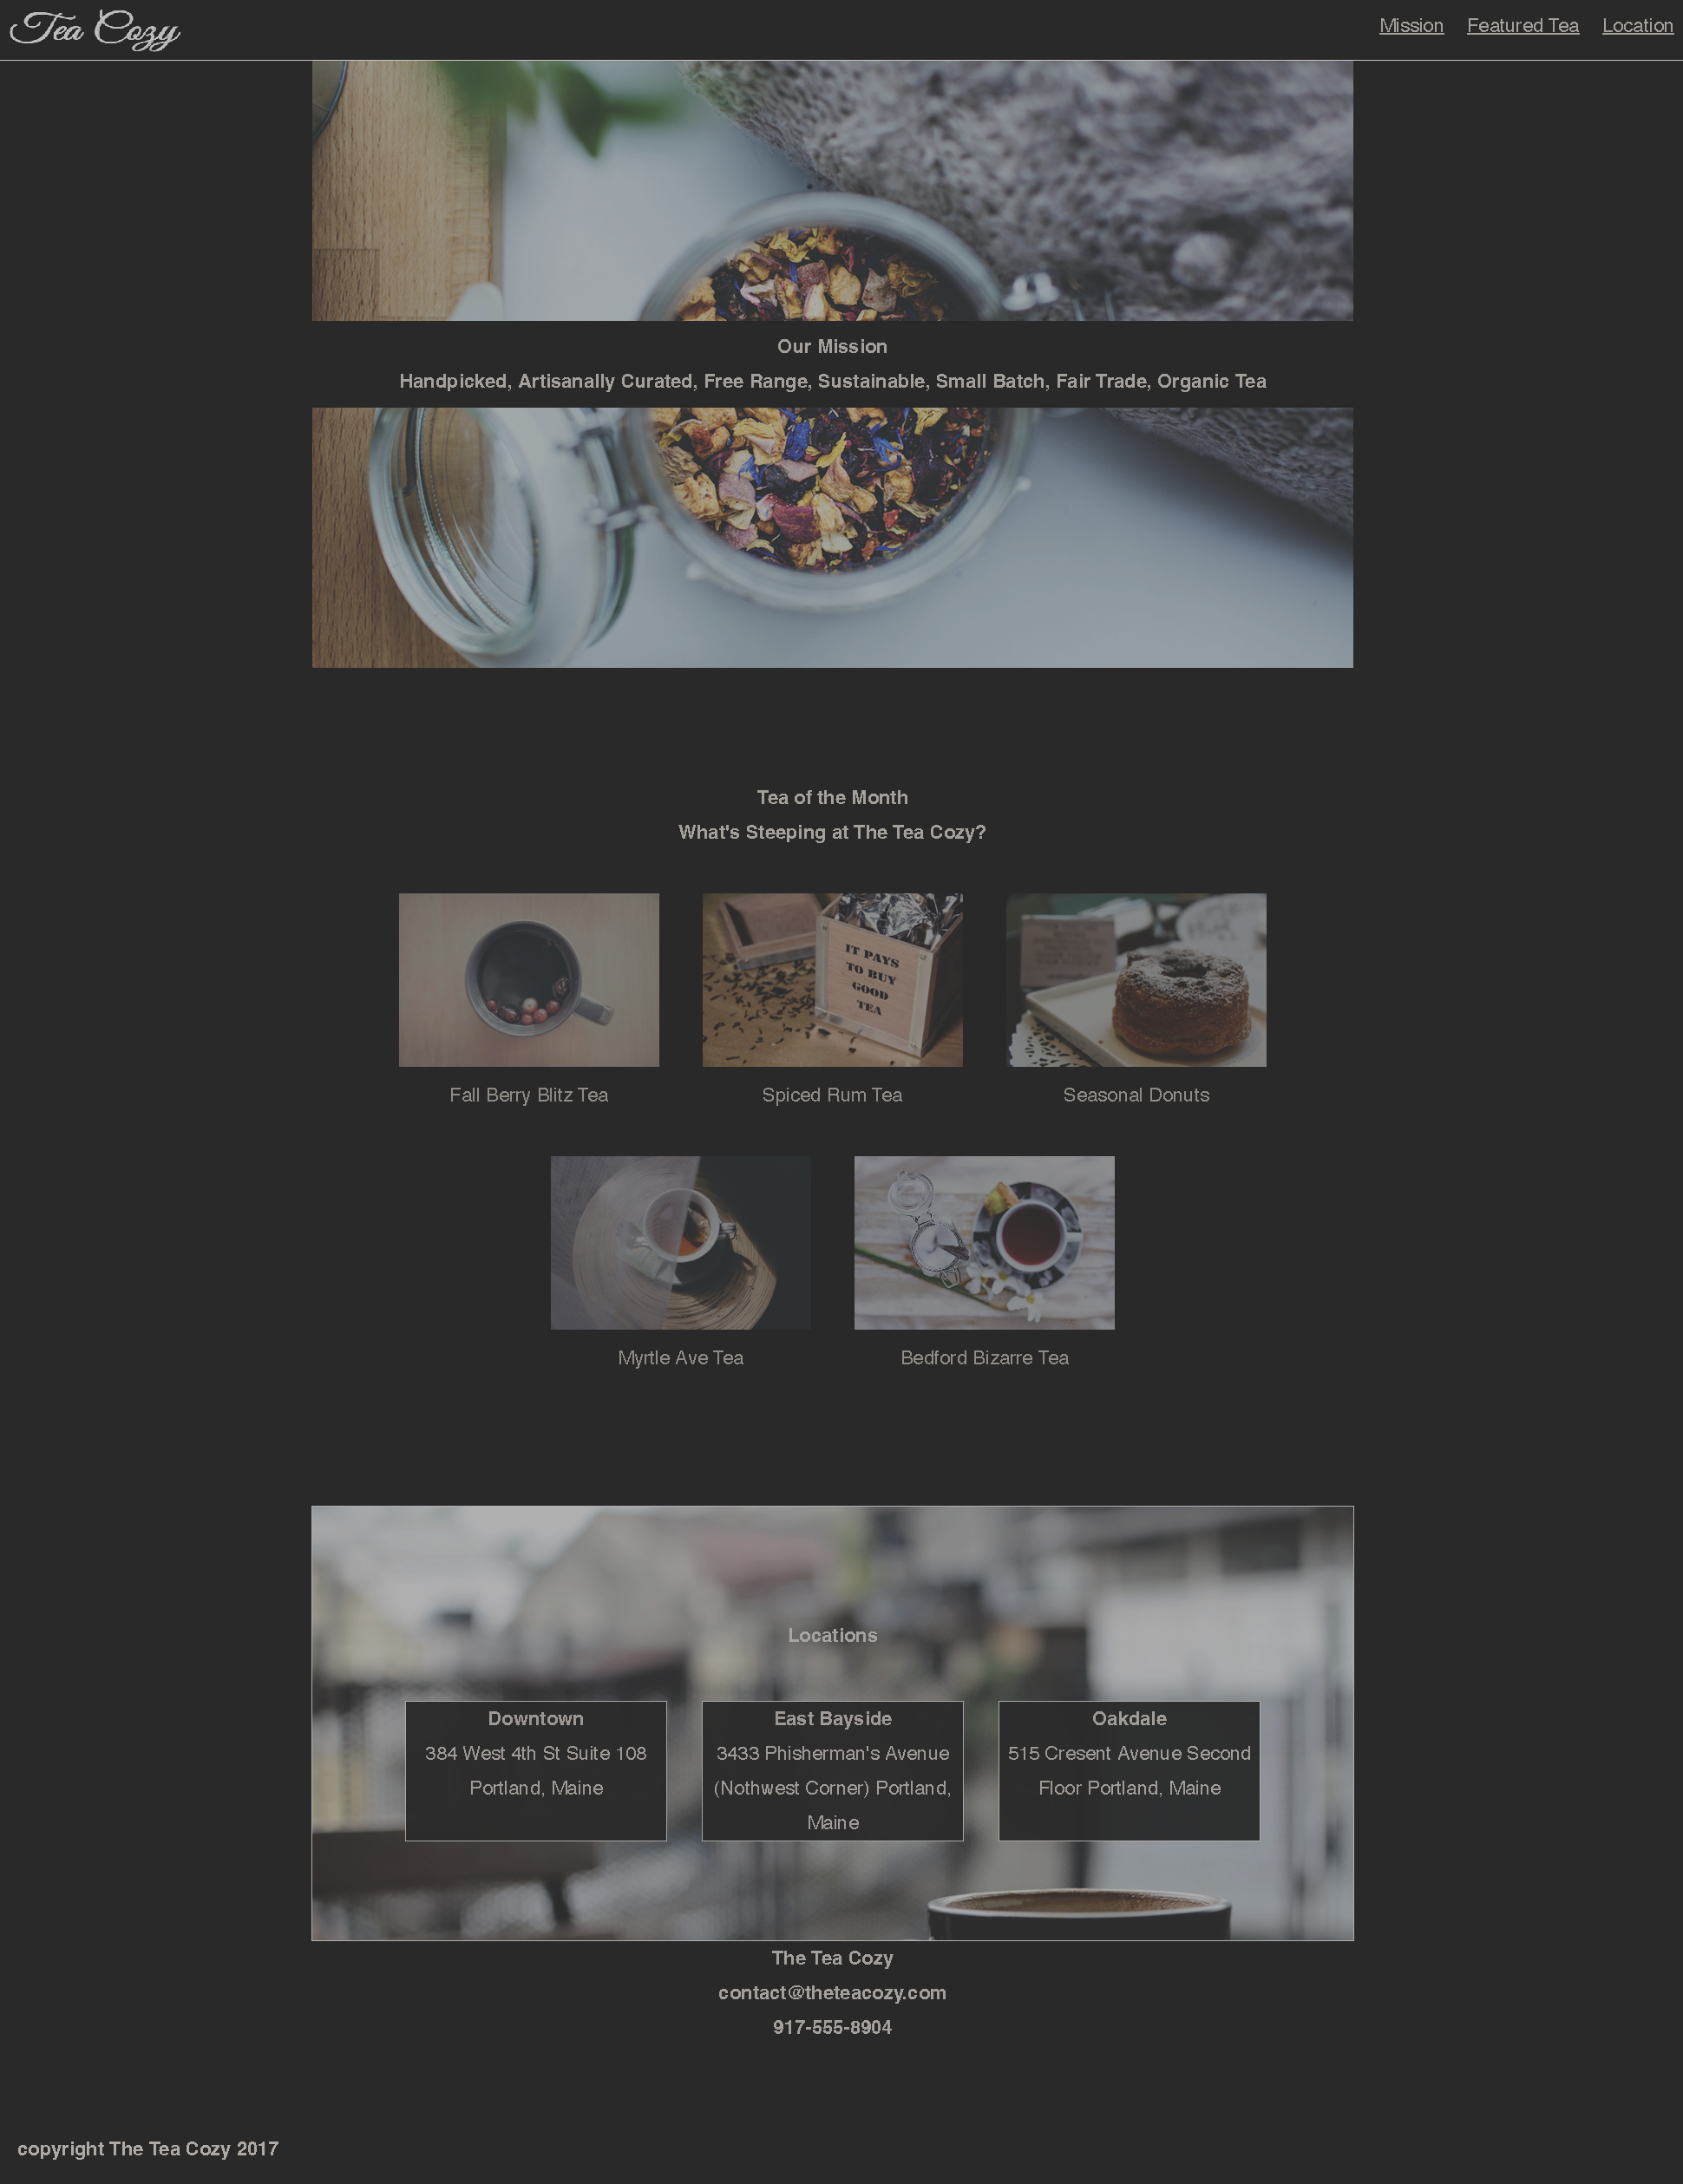 Tea Cozy
Mission Featured Tea Location
Our Mission
Handpicked, Artisanally Curated, Free Range, Sustainable, Small Batch, Fair Trade, Organic Tea
Tea of the Month
What's Steeping at The Tea Cozy?
IT PAYS
TO BUY
GOOD
TEA
Fall Berry Blitz Tea
Spiced Rum Tea
Seasonal Donuts
Myrtle Ave Tea
Bedford Bizarre Tea
Locations
Downtown
384 West 4th St Suite 108
Portland, Maine
East Bayside
3433 Phisherman's Avenue
(Nothwest Corner) Portland,
Maine
Oakdale
515 Cresent Avenue Second
Floor Portland, Maine
The Tea Cozy
contact@theteacozy.com
917-555-8904
copyright The Tea Cozy 2017